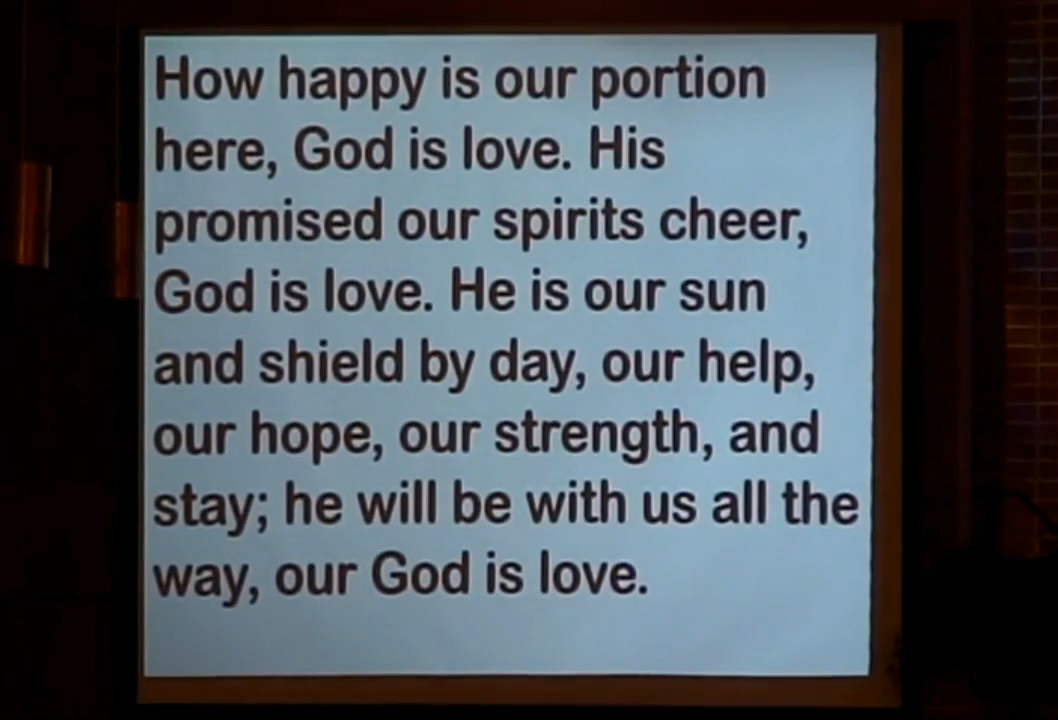 How happy is our portion
here, God is love. His
promised our spirits cheer,
God is love. He is our sun
and shield by day, our help,
our hope, our strength, and
stay; he will be with us all the
way, our God is love.